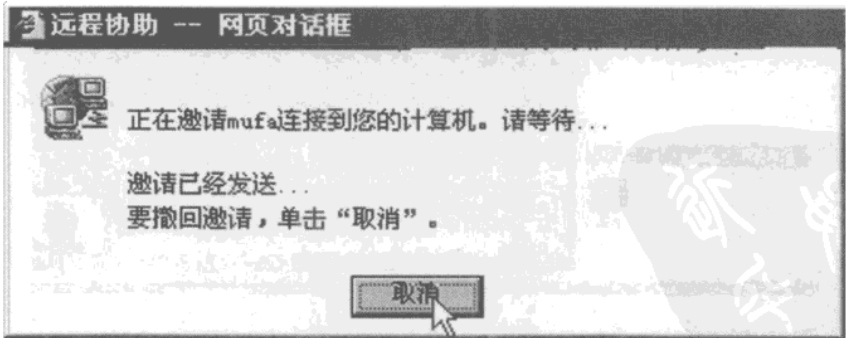 远程协助 -- 网页对话框
正在邀请mufa连接到您的计算机。请等待...
邀请已经发送...
要撤回邀请，单击“取消”。
取消